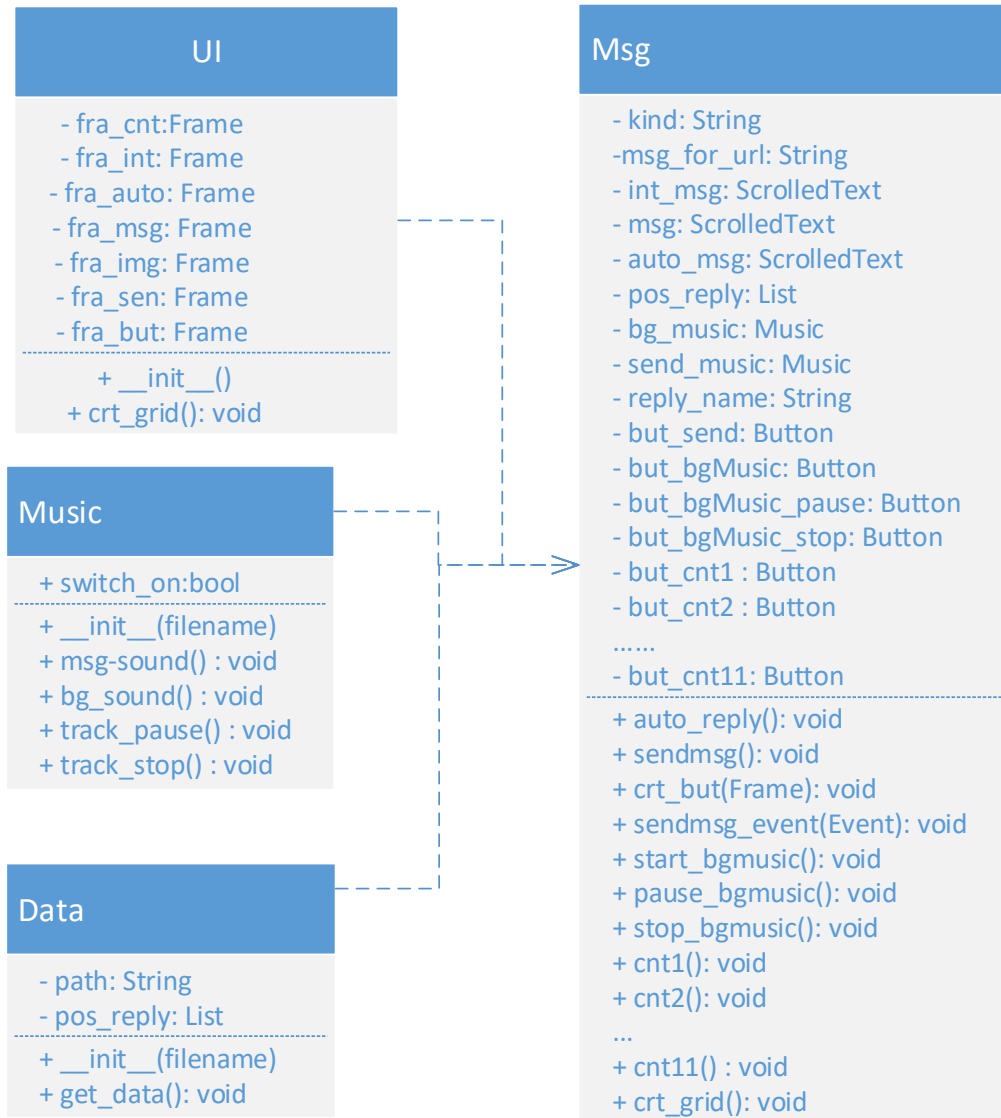 UI
- fra_cnt:Frame
- fra_int: Frame
- fra_auto: Frame
- fra_msg: Frame
- fra_img: Frame
- fra_sen: Frame
- fra_but: Frame
+ __init__()
+ crt_grid(): void
Music
+ switch_on:bool
+ __init__(filename)
+ msg-sound() : void
+ bg_sound() : void
+ track_pause() : void
+ track_stop() : void
Data
- path: String
- pos_reply: List
+ __init__(filename)
+ get_data(): void
Msg
- kind: String
-msg_for_url: String
- int_msg: ScrolledText
- msg: ScrolledText
- auto_msg: ScrolledText
- pos_reply: List
- bg_music: Music
- send_music: Music
- reply_name: String
- but_send: Button
- but_bgMusic: Button
- but_bgMusic_pause: Button
- but_bgMusic_stop: Button
- but_cnt1 : Button
- but_cnt2 : Button
......
- but_cnt11: Button
+ auto_reply(): void
+ sendmsg(): void
+ crt_but(Frame): void
+ sendmsg_event(Event): void
+ start_bgmusic(): void
+ pause_bgmusic(): void
+ stop_bgmusic(): void
+ cnt1(): void
+ cnt2(): void
...
+ cnt11() : void
+ crt_grid(): void